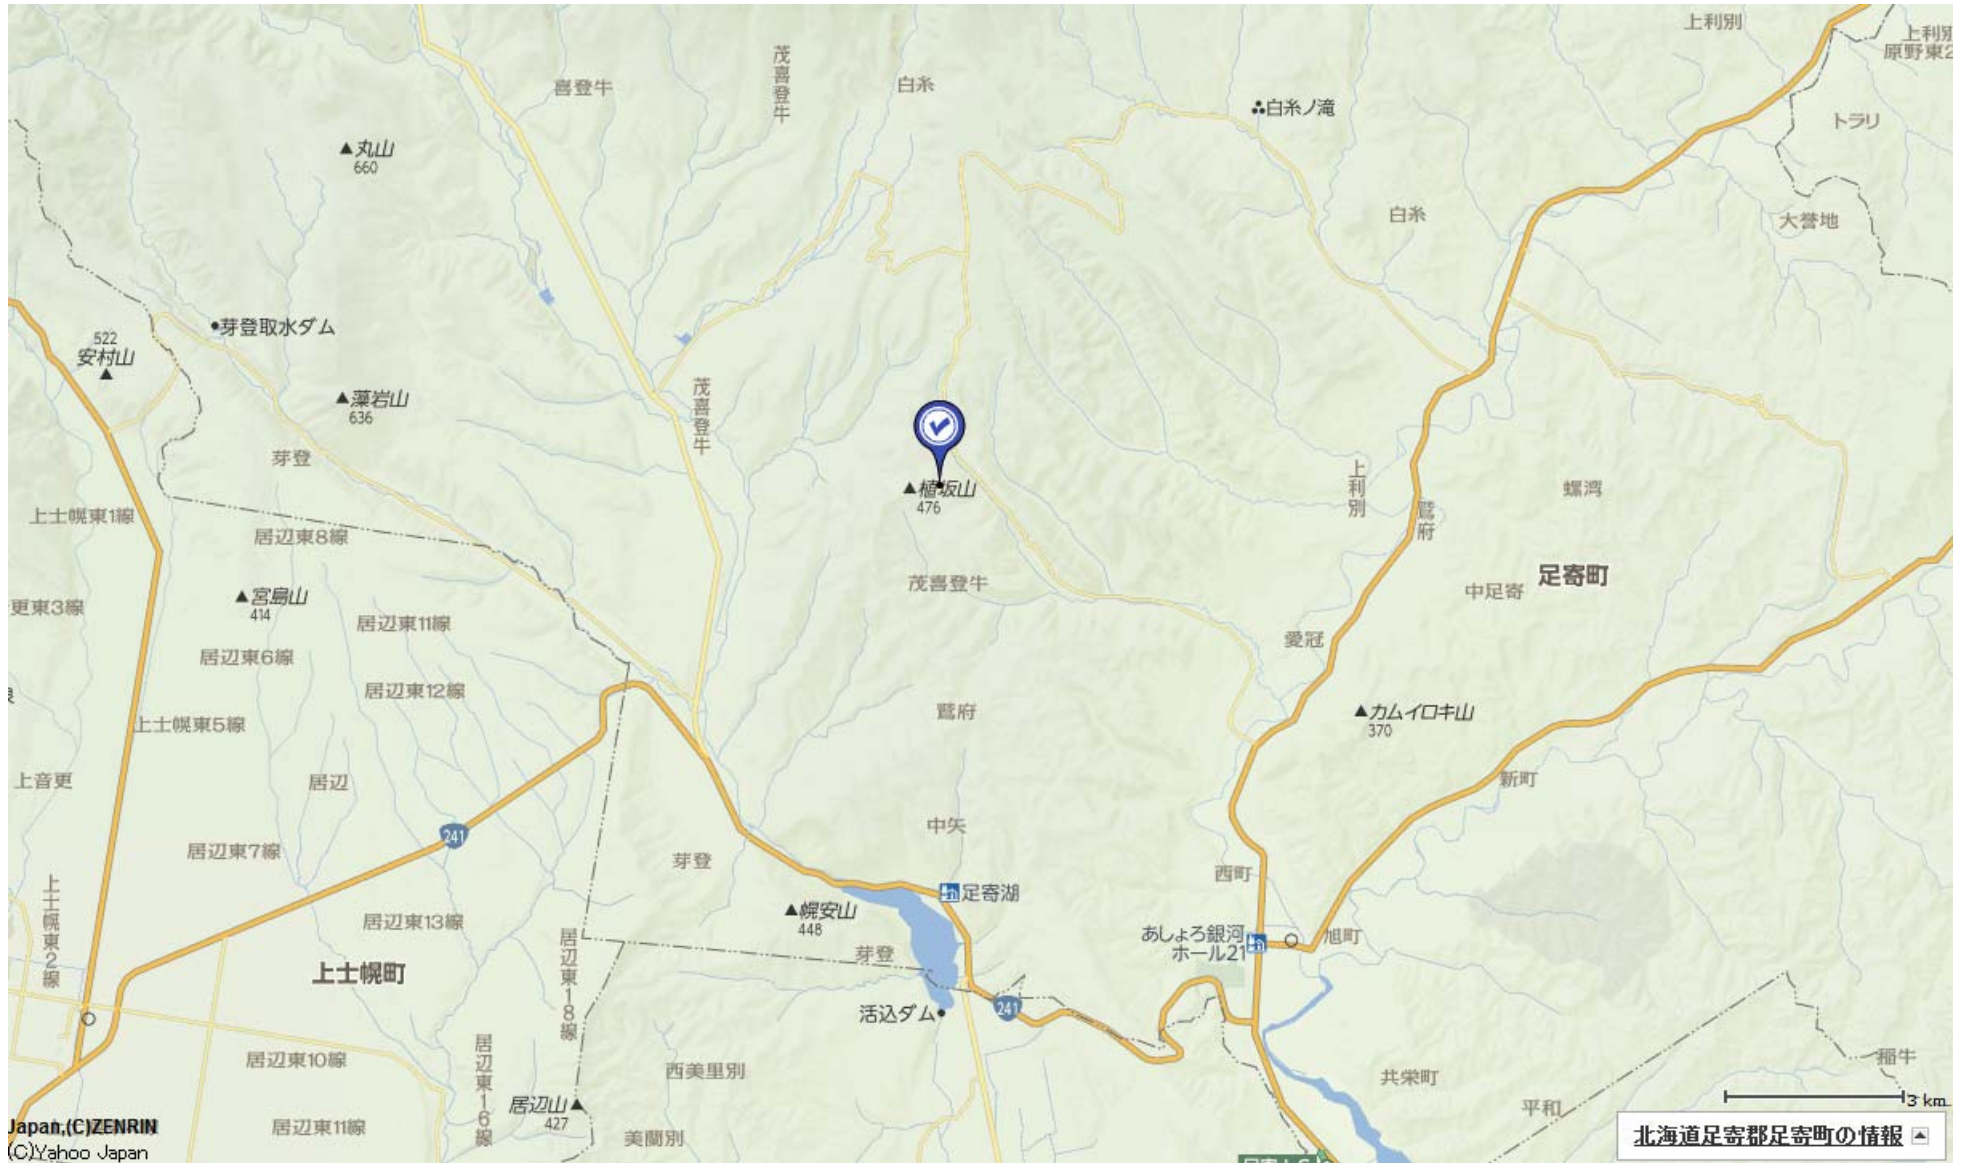 上利別
上利別
原野東2
喜登牛
茂喜登牛
白糸
白糸ノ滝
トラリ
丸山
660
白糸
大誉地
芽登取水ダム
522
安村山
藻岩山
636
茂喜登牛
芽登
植坂山
476
上利別
螺湾
鷲府
上士幌東1線
居辺東8線
足寄町
茂喜登牛
中足寄
宮島山
414
更東3線
居辺東11線
愛冠
居辺東6線
居辺東12線
鷲府
カムイロキ山
370
上士幌東5線
上音更
居辺
新町
241
中矢
居辺東7線
芽登
西町
足寄湖
上士幌東2線
幌安山
448
居辺東13線
あしょろ銀河
ホール21
旭町
居辺東18線
芽登
上士幌町
活込ダム
241
居辺東10線
居辺東16線
西美里別
共栄町
稲牛
3 km
居辺山
427
平和
居辺東11線
美蘭別
Japan,(C)ZENRIN
(C)Yahoo Japan
北海道足寄郡足寄町の情報